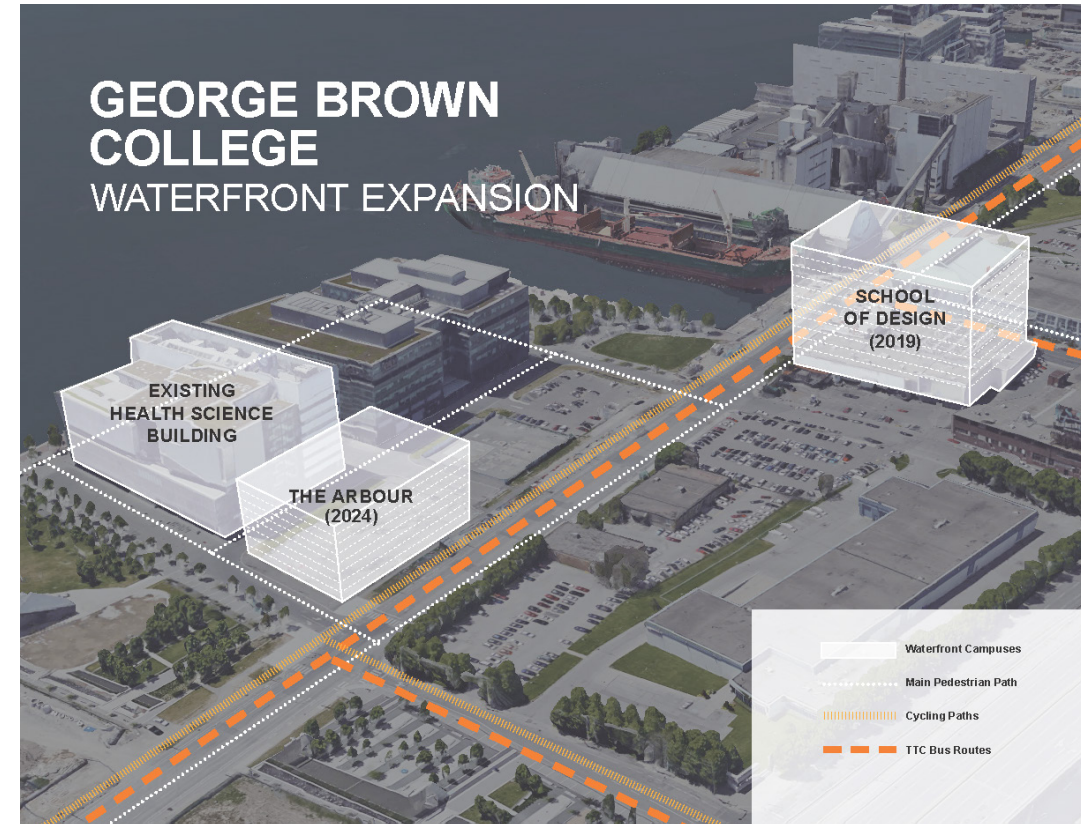 GEORGE BROWN
COLLEGE
WATERFRONT EXPANSION
SCHOOL
OF DESIGN
(2019)
EXISTING
HEALTH SCIENCE
BUILDING
THE ARBOUR
(2024)
Waterfront Campuses
Main Pedestrian Path
Cycling Paths
TTC Bus Routes